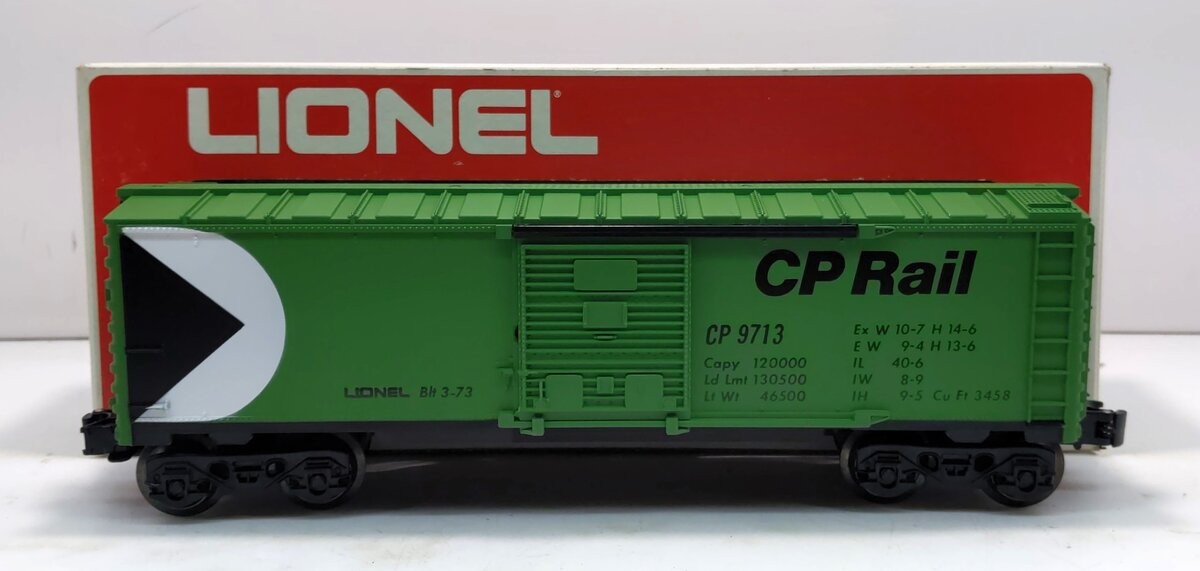 LIONEL®
CP Rail
CP 9713
Capy 120000
Ld Lmt 130500
Lt Wt 46500
Ex W 10-7 H 14-6
E W 9-4 H 13-6
IL 40-6
IW 8-9
IH 9-5 Cu Ft 3458
LIONEL Blt 3-73